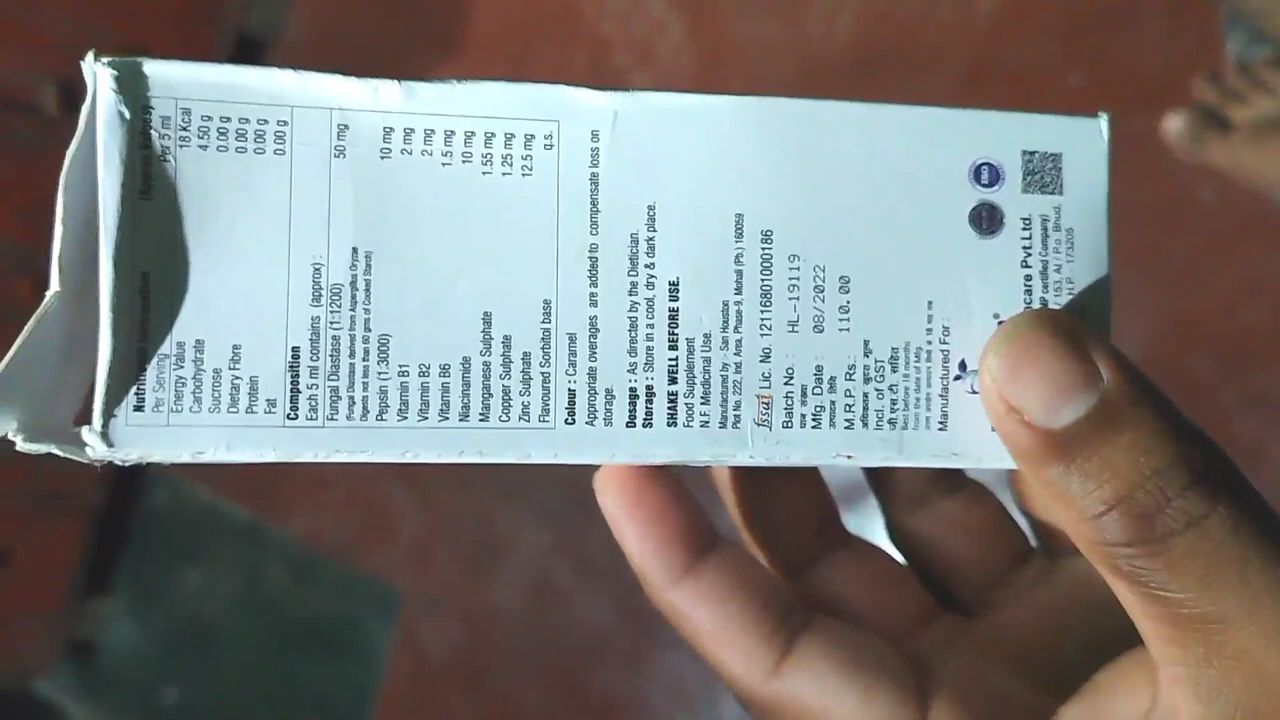 Nutritional Information (Approx Values)
Per Serving Per 5 ml
Energy Value 18 Kcal
Carbohydrate 4.50 g
Sucrose 0.00 g
Dietary Fibre 0.00 g
Protein 0.00 g
Fat 0.00 g
Composition
Each 5 ml contains (approx) :
Fungal Diastase (1:1200) 50 mg
(Fungal Diastase derived from Aspergillus Oryzae
Digests not less than 60 gms of Cooked Starch)
Pepsin (1:3000) 10 mg
Vitamin B1 2 mg
Vitamin B2 2 mg
Vitamin B6 1.5 mg
Niacinamide 10 mg
Manganese Sulphate 1.55 mg
Copper Sulphate 1.25 mg
Zinc Sulphate 12.5 mg
Flavoured Sorbitol base q.s.
Colour : Caramel
Appropriate overages are added to compensate loss on
storage.
Dosage : As directed by the Dietician.
Storage : Store in a cool, dry & dark place.
SHAKE WELL BEFORE USE.
Food Supplement
N.F. Medicinal Use.
Manufactured by :- San Houston
Plot No. 222, Ind. Area, Phase-9, Mohali (Pb.) 160059
fssai Lic. No. 12116801000186
Batch No. : HL-19119
Mfg. Date : 08/2022
M.R.P. Rs.: 110.00
अधिकतम खुदरा मूल्य
Incl. of GST
जी.एस.टी. सहित
Best before 18 months
from the date of Mfg.
Manufactured For :
ncare Pvt.Ltd.
MP certified Company)
153, Al / P.o. Bhud,
H.P. - 173205
ISO